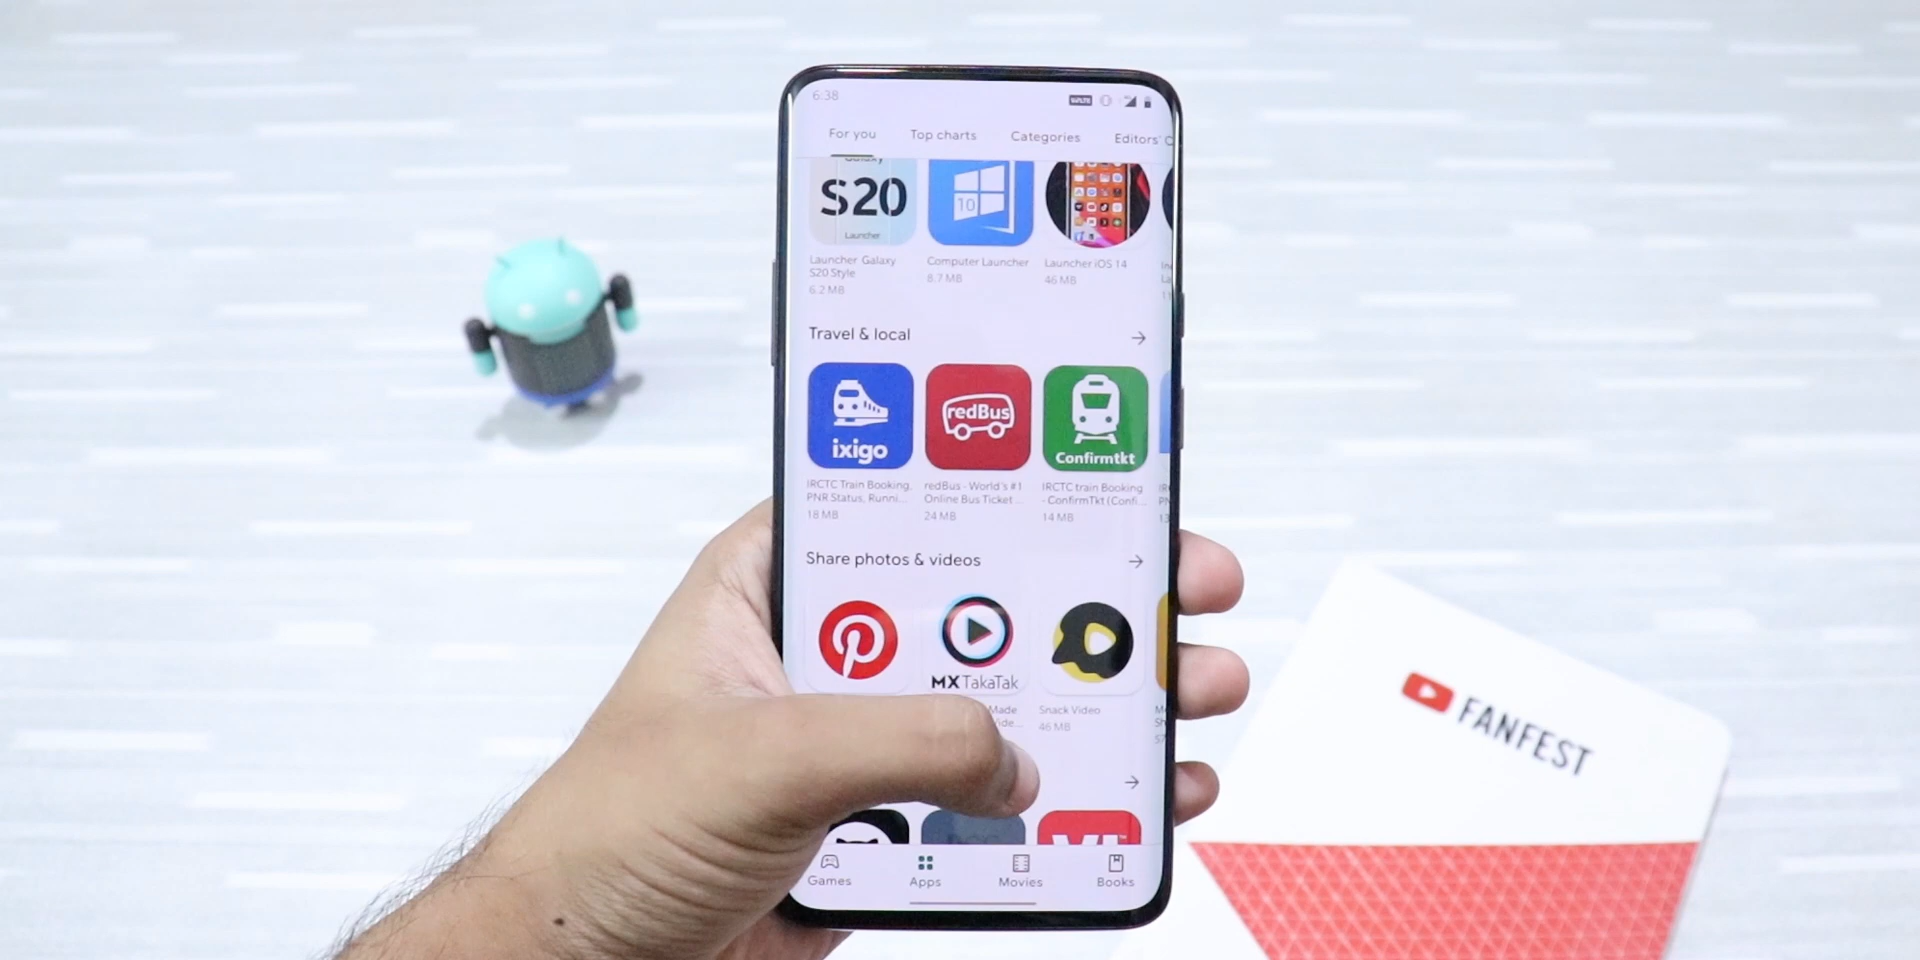 6:38
VoLTE
For you
Top charts
Categories
Editors' C
Galaxy
S20
Launcher
10
Launcher Galaxy
S20 Style
6.2 MB
Computer Launcher
8.7 MB
Launcher iOS 14
46 MB
Travel & local
ixigo
redBus
Confirmtkt
IRCTC Train Booking,
PNR Status, Runni...
18 MB
redBus - World's #1
Online Bus Ticket ...
24 MB
IRCTC train Booking
- ConfirmTkt (Confi...
14 MB
Share photos & videos
MX TakaTak
Made
ide...
Snack Video
46 MB
Games
Apps
Movies
Books
FANFEST